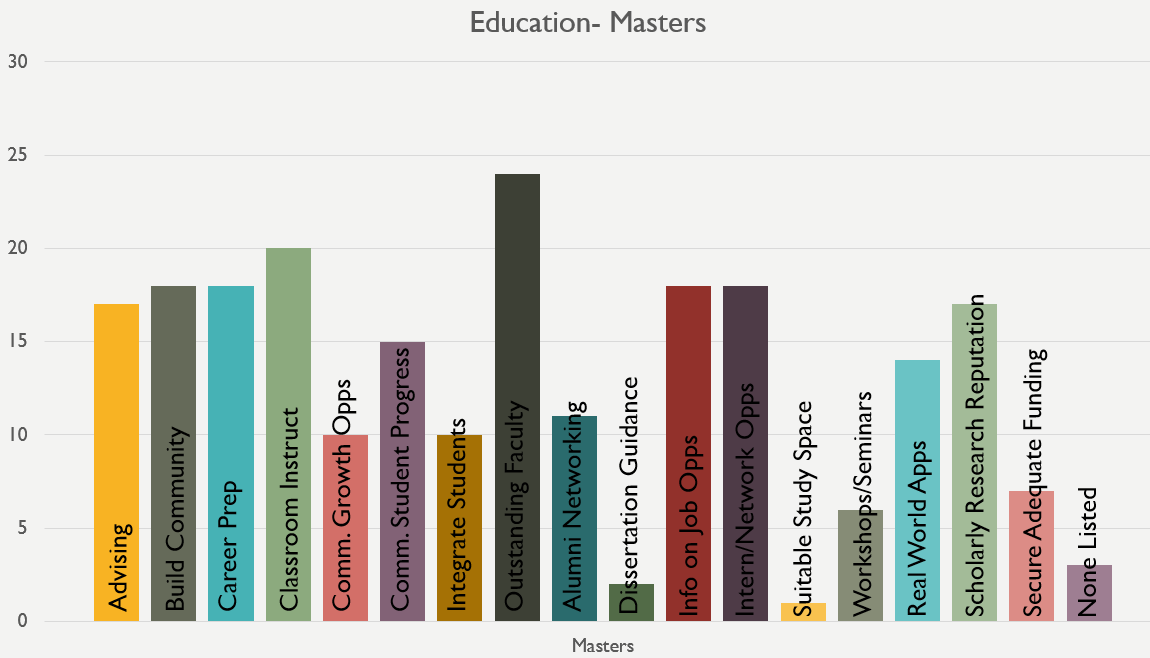 Education- Masters
30
25
20
15
10
5
0
Advising
Build Community
Career Prep
Classroom Instruct
Comm. Growth Opps
Comm. Student Progress
Integrate Students
Outstanding Faculty
Alumni Networking
Dissertation Guidance
Info on Job Opps
Intern/Network Opps
Suitable Study Space
Workshops/Seminars
Real World Apps
Scholarly Research Reputation
Secure Adequate Funding
None Listed
Masters